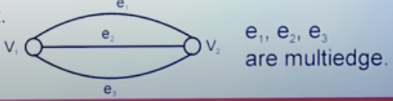 e₁
V₁ e₂ V₂ e₁, e₂, e₃
are multiedge.
e₃